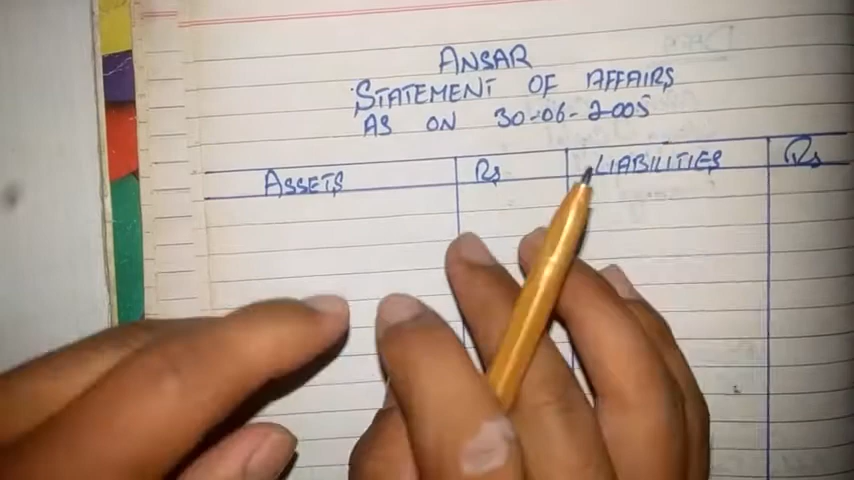 ANSAR
STATEMENT OF AFFAIRS
AS ON 30-06-2005
ASSETS Rs LIABILITIES Rs